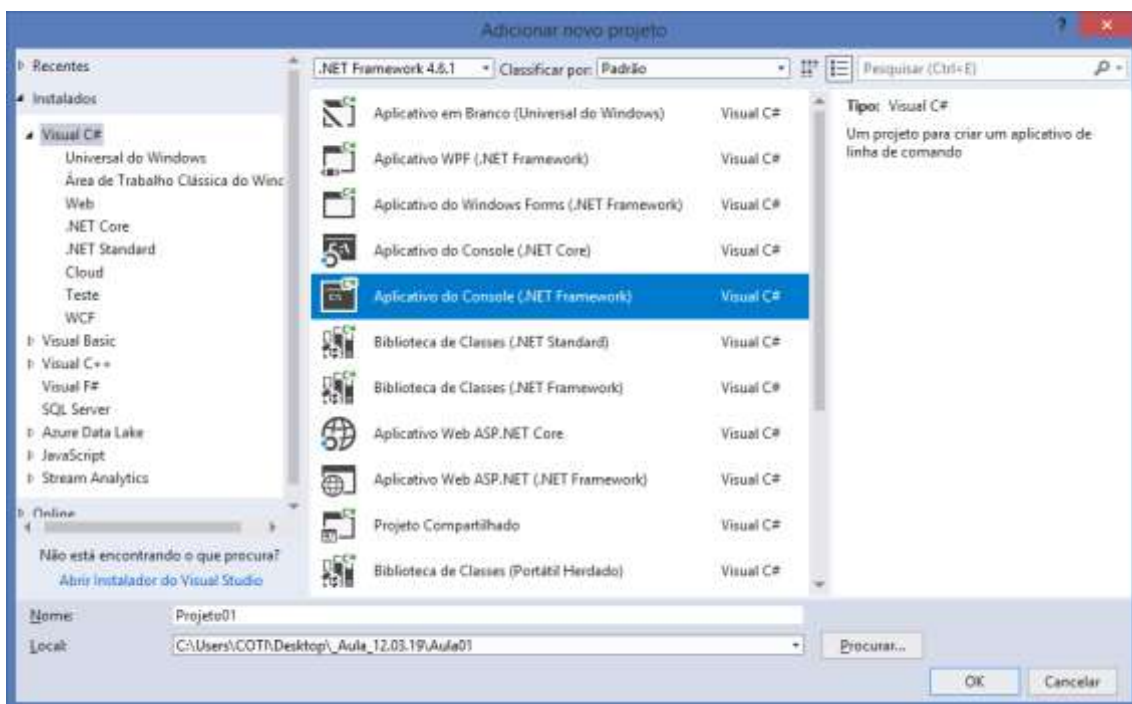 Adicionar novo projeto
Recentes
Instalados
Visual C#
Universal do Windows
Área de Trabalho Clássica do Winc
Web
.NET Core
.NET Standard
Cloud
Teste
WCF
Visual Basic
Visual C++
Visual F#
SQL Server
Azure Data Lake
JavaScript
Stream Analytics
Online
Não está encontrando o que procura?
Abrir Instalador do Visual Studio
.NET Framework 4.6.1 Classificar por: Padrão
Aplicativo em Branco (Universal do Windows) Visual C#
Aplicativo WPF (.NET Framework) Visual C#
Aplicativo do Windows Forms (.NET Framework) Visual C#
Aplicativo do Console (.NET Core) Visual C#
Aplicativo do Console (.NET Framework) Visual C#
Biblioteca de Classes (.NET Standard) Visual C#
Biblioteca de Classes (.NET Framework) Visual C#
Aplicativo Web ASP.NET Core Visual C#
Aplicativo Web ASP.NET (.NET Framework) Visual C#
Projeto Compartilhado Visual C#
Biblioteca de Classes (Portátil Herdado) Visual C#
Pesquisar (Ctrl+E)
Tipo: Visual C#
Um projeto para criar um aplicativo de
linha de comando
Nome: Projeto01
Local: C:\Users\COTI\Desktop\_Aula_12.03.19\Aula01
Procurar...
OK Cancelar